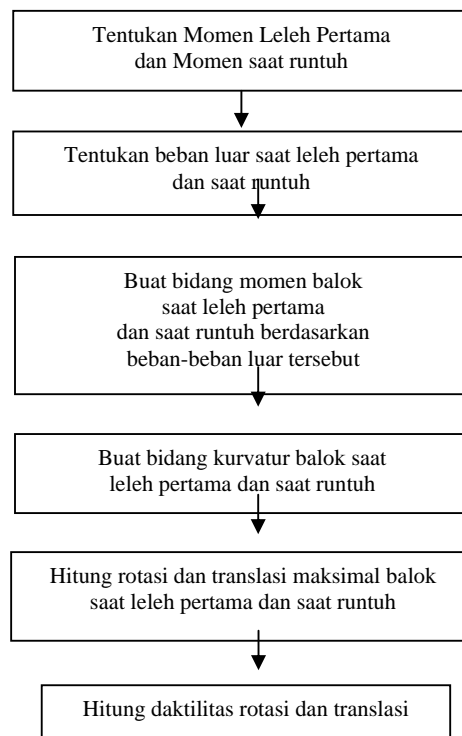 Tentukan Momen Leleh Pertama
dan Momen saat runtuh
Tentukan beban luar saat leleh pertama
dan saat runtuh
Buat bidang momen balok
saat leleh pertama
dan saat runtuh berdasarkan
beban-beban luar tersebut
Buat bidang kurvatur balok saat
leleh pertama dan saat runtuh
Hitung rotasi dan translasi maksimal balok
saat leleh pertama dan saat runtuh
Hitung daktilitas rotasi dan translasi